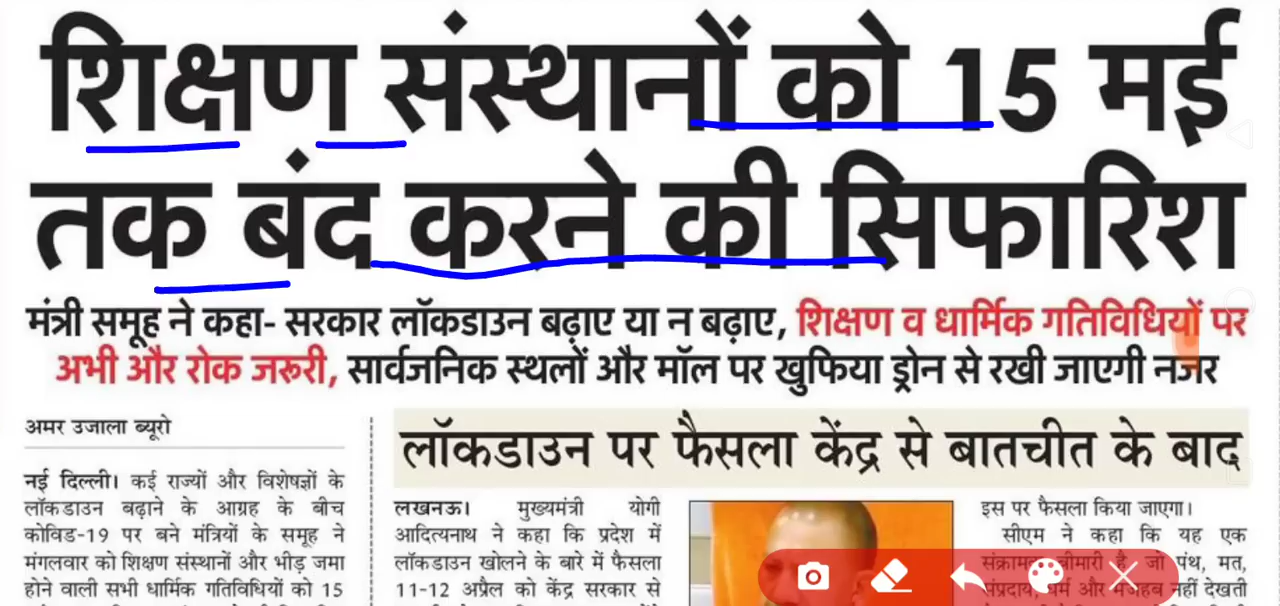 शिक्षण संस्थानों को 15 मई
तक बंद करने की सिफारिश
मंत्री समूह ने कहा- सरकार लॉकडाउन बढ़ाए या न बढ़ाए, शिक्षण व धार्मिक गतिविधियों पर
अभी और रोक जरूरी, सार्वजनिक स्थलों और मॉल पर खुफिया ड्रोन से रखी जाएगी नजर
अमर उजाला ब्यूरो
नई दिल्ली। कई राज्यों और विशेषज्ञों के
लॉकडाउन बढ़ाने के आग्रह के बीच
कोविड-19 पर बने मंत्रियों के समूह ने
मंगलवार को शिक्षण संस्थानों और भीड़ जमा
होने वाली सभी धार्मिक गतिविधियों को 15
लॉकडाउन पर फैसला केंद्र से बातचीत के बाद
लखनऊ। मुख्यमंत्री योगी
आदित्यनाथ ने कहा कि प्रदेश में
लॉकडाउन खोलने के बारे में फैसला
11-12 अप्रैल को केंद्र सरकार से
इस पर फैसला किया जाएगा।
सीएम ने कहा कि यह एक
संक्रामक बीमारी है जो पंथ, मत,
संप्रदाय, धर्म और मजहब नहीं देखती